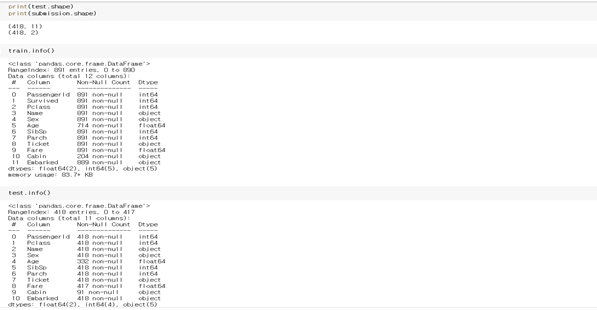 print(test.shape)
print(submission.shape)
(418, 11)
(418, 2)
train.info()
<class 'pandas.core.frame.DataFrame'>
RangeIndex: 891 entries, 0 to 890
Data columns (total 12 columns):
 #   Column       Non-Null Count  Dtype
---  ------       --------------  -----
 0   PassengerId  891 non-null    int64
 1   Survived     891 non-null    int64
 2   Pclass       891 non-null    int64
 3   Name         891 non-null    object
 4   Sex          891 non-null    object
 5   Age          714 non-null    float64
 6   SibSp        891 non-null    int64
 7   Parch        891 non-null    int64
 8   Ticket       891 non-null    object
 9   Fare         891 non-null    float64
 10  Cabin        204 non-null    object
 11  Embarked     889 non-null    object
dtypes: float64(2), int64(5), object(5)
memory usage: 83.7+ KB
test.info()
<class 'pandas.core.frame.DataFrame'>
RangeIndex: 418 entries, 0 to 417
Data columns (total 11 columns):
 #   Column       Non-Null Count  Dtype
---  ------       --------------  -----
 0   PassengerId  418 non-null    int64
 1   Pclass       418 non-null    int64
 2   Name         418 non-null    object
 3   Sex          418 non-null    object
 4   Age          332 non-null    float64
 5   SibSp        418 non-null    int64
 6   Parch        418 non-null    int64
 7   Ticket       418 non-null    object
 8   Fare         417 non-null    float64
 9   Cabin        91 non-null     object
 10  Embarked     418 non-null    object
dtypes: float64(2), int64(4), object(5)